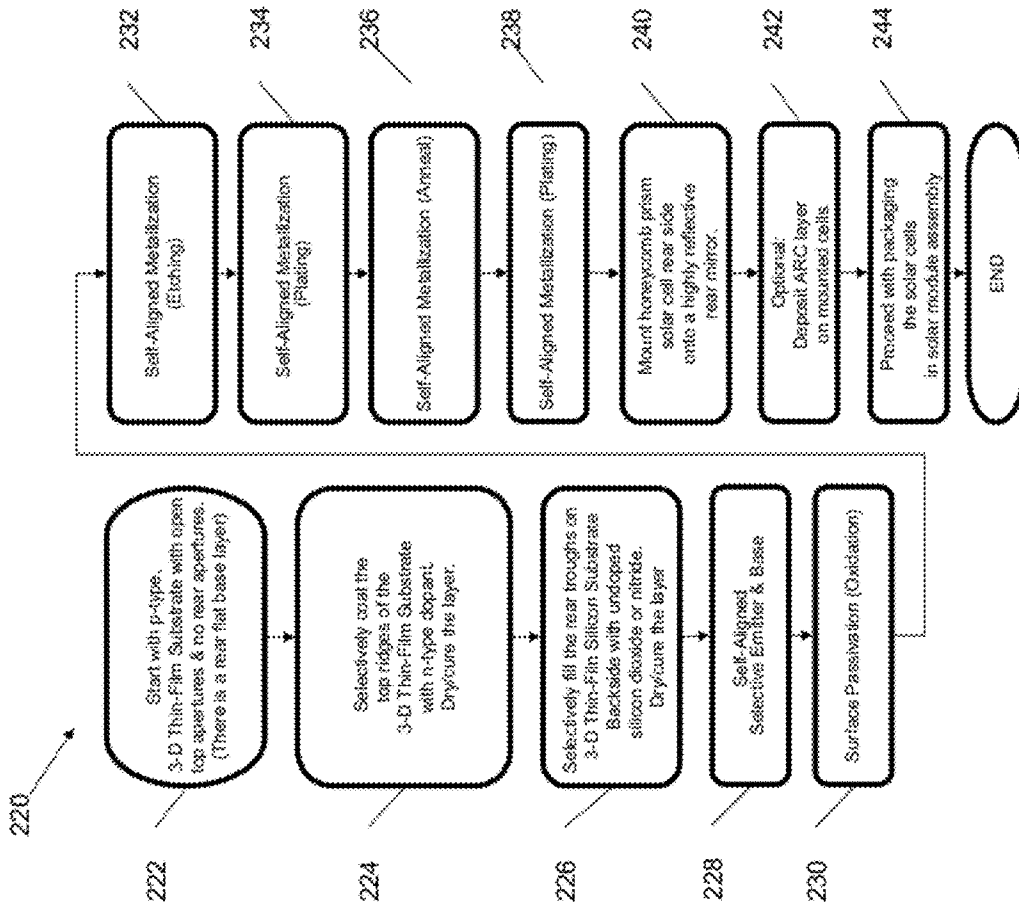 220
222
Start with p-type,
3-D Thin-Film Substrate with open
top apertures & no rear apertures.
(There is a rear flat base layer)
224
Selectively coat the
top ridges of the
3-D Thin-Film Substrate
with n-type dopant.
Dry/cure the layer.
226
Selectively fill the rear troughs on
3-D Thin-Film Silicon Substrate
Backside with undoped
silicon dioxide or nitride.
Dry/cure the layer
228
Self-Aligned
Selective Emitter & Base
230
Surface Passivation (Oxidation)
232
Self-Aligned Metallization
(Etching)
234
Self-Aligned Metallization
(Plating)
236
Self-Aligned Metallization (Anneal)
238
Self-Aligned Metallization (Plating)
240
Mount honeycomb prism
solar cell rear side
onto a highly reflective
rear mirror.
242
Optional:
Deposit ARC layer
on mounted cells
244
Proceed with packaging
the solar cells
in solar module assembly
END